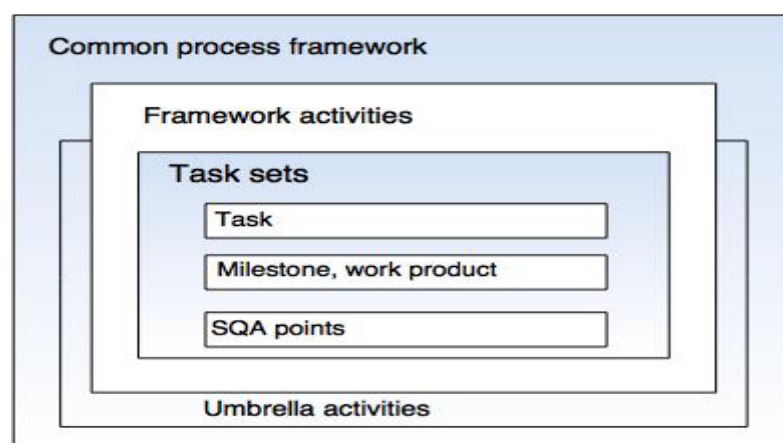 Common process framework
Framework activities
Task sets
Task
Milestone, work product
SQA points
Umbrella activities